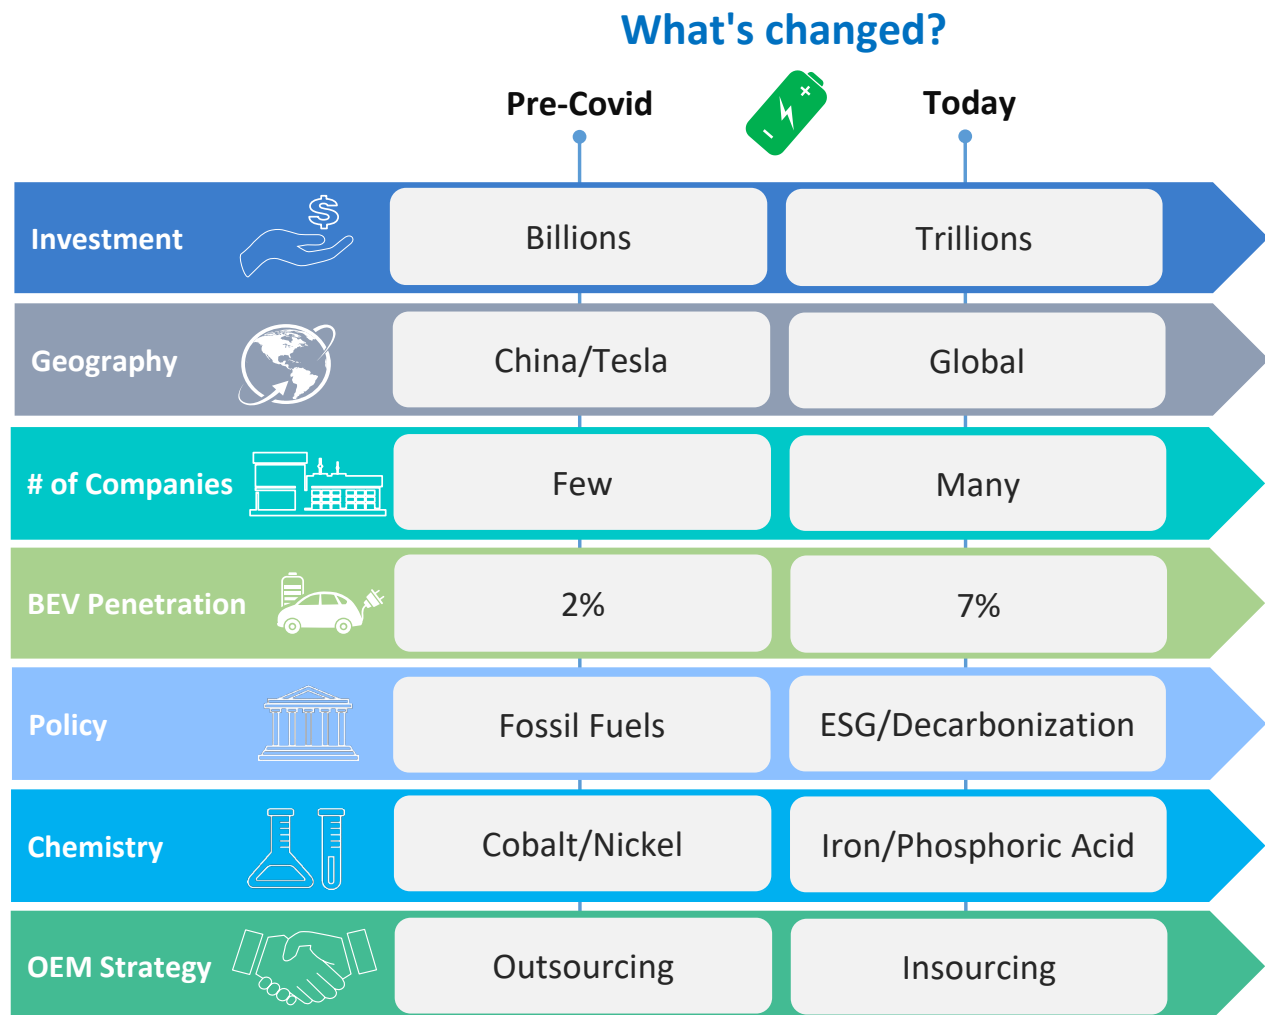 What's changed?
Pre-Covid
Today
Investment
$
Billions
Trillions
Geography
China/Tesla
Global
# of Companies
Few
Many
BEV Penetration
2%
7%
Policy
Fossil Fuels
ESG/Decarbonization
Chemistry
Cobalt/Nickel
Iron/Phosphoric Acid
OEM Strategy
Outsourcing
Insourcing